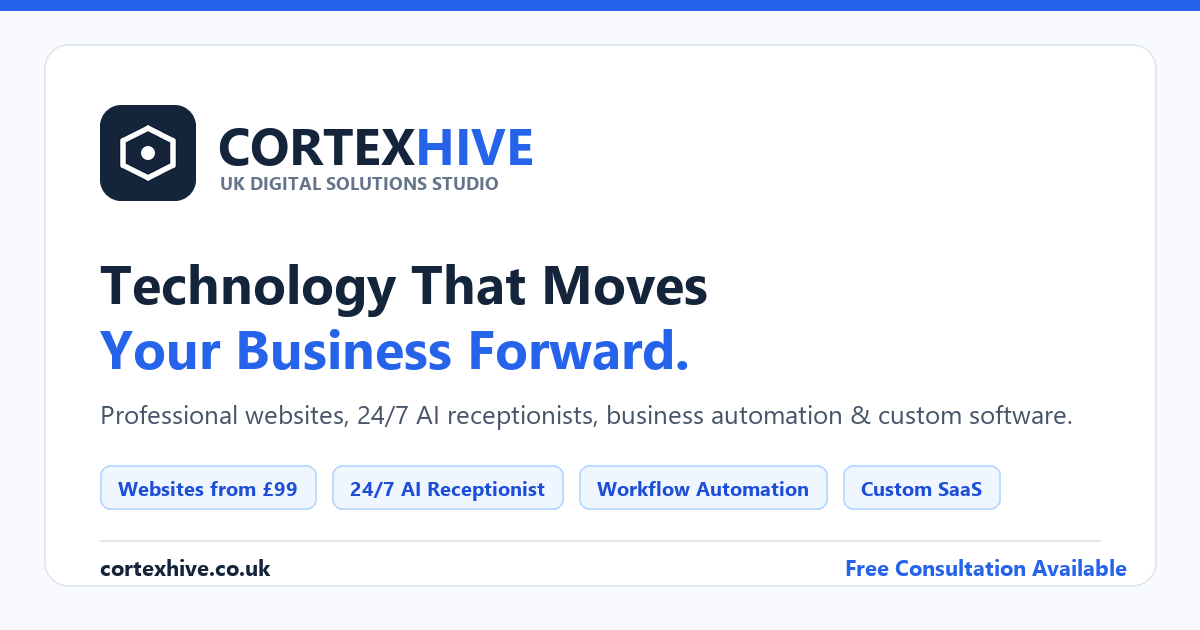 CORTEXHIVE
UK DIGITAL SOLUTIONS STUDIO
Technology That Moves
Your Business Forward.
Professional websites, 24/7 AI receptionists, business automation & custom software.
Websites from £99
24/7 AI Receptionist
Workflow Automation
Custom SaaS
cortexhive.co.uk
Free Consultation Available